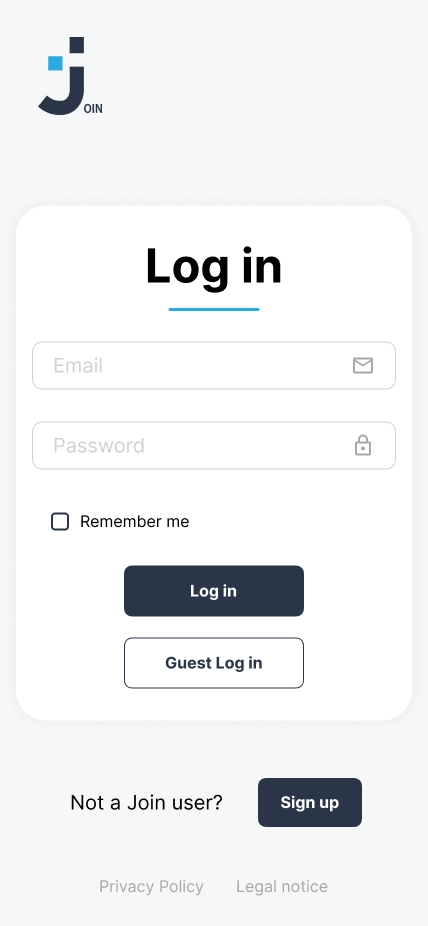 JOIN
Log in
Email
Password
Remember me
Log in
Guest Log in
Not a Join user?
Sign up
Privacy Policy Legal notice